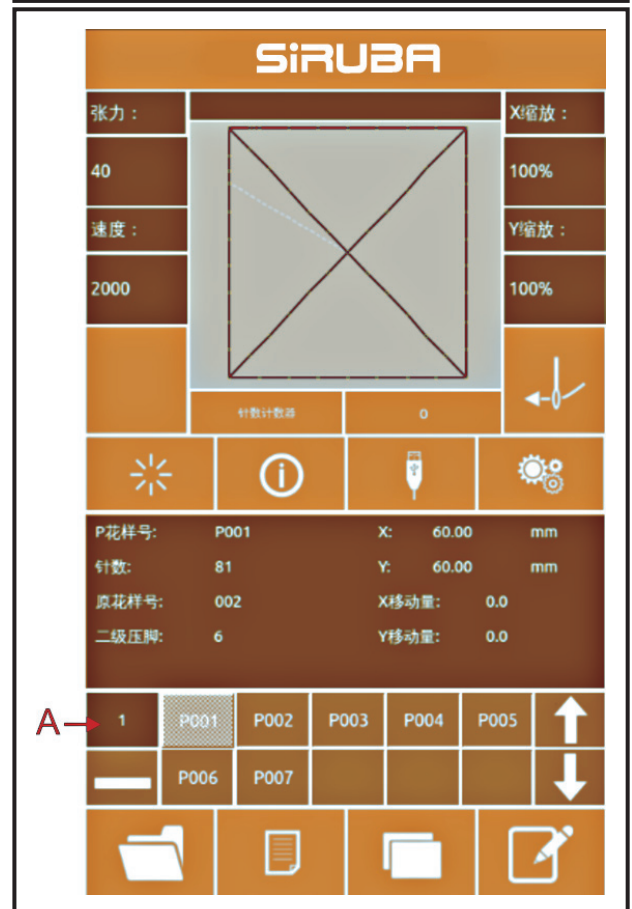 SiRUBA
张力：
X缩放：
40
100%
速度：
Y缩放：
2000
100%
针数计数器 0
P花样号: P001 X: 60.00 mm
针数: 81 Y: 60.00 mm
原花样号: 002 X移动量: 0.0
二级压脚: 6 Y移动量: 0.0
A
1 P001 P002 P003 P004 P005
P006 P007